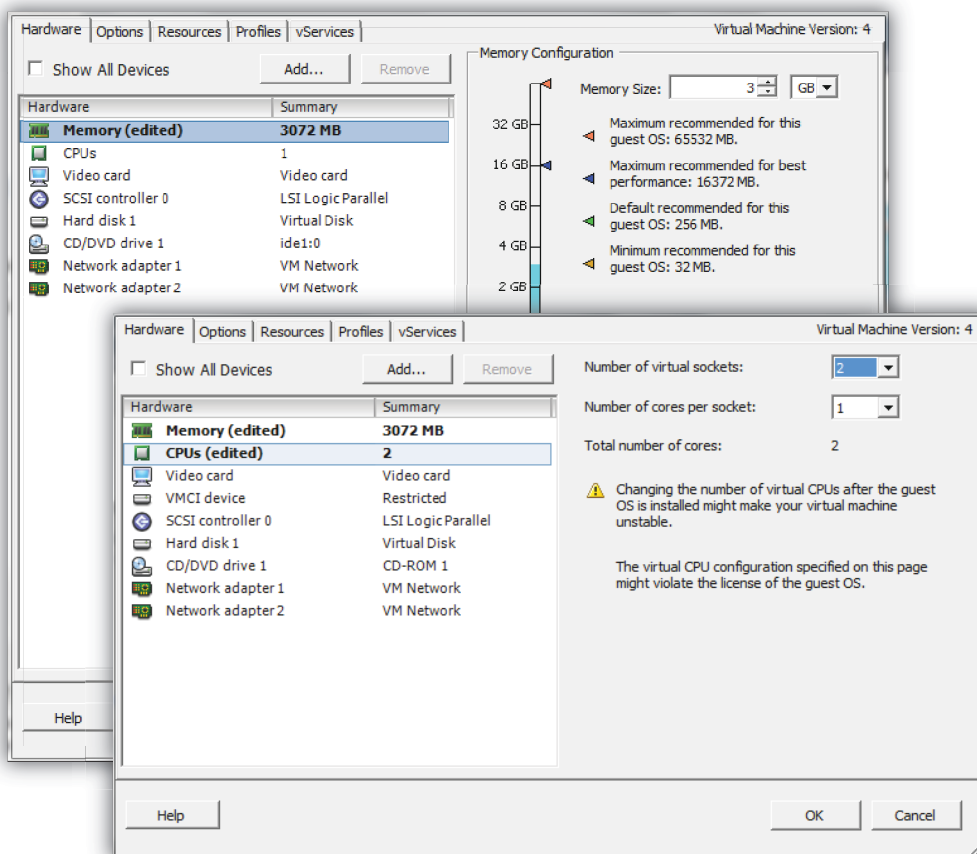 Hardware Options Resources Profiles vServices Virtual Machine Version: 4
Show All Devices Add... Remove
Hardware Summary
Memory (edited) 3072 MB
CPUs 1
Video card Video card
SCSI controller 0 LSI Logic Parallel
Hard disk 1 Virtual Disk
CD/DVD drive 1 ide1:0
Network adapter 1 VM Network
Network adapter 2 VM Network
Memory Configuration
Memory Size: 3 GB
32 GB
16 GB
8 GB
4 GB
2 GB
Maximum recommended for this
guest OS: 65532 MB.
Maximum recommended for best
performance: 16372 MB.
Default recommended for this
guest OS: 256 MB.
Minimum recommended for this
guest OS: 32 MB.
Help
Hardware Options Resources Profiles vServices Virtual Machine Version: 4
Show All Devices Add... Remove
Hardware Summary
Memory (edited) 3072 MB
CPUs (edited) 2
Video card Video card
VMCI device Restricted
SCSI controller 0 LSI Logic Parallel
Hard disk 1 Virtual Disk
CD/DVD drive 1 CD-ROM 1
Network adapter 1 VM Network
Network adapter 2 VM Network
Number of virtual sockets: 2
Number of cores per socket: 1
Total number of cores: 2
Changing the number of virtual CPUs after the guest
OS is installed might make your virtual machine
unstable.
The virtual CPU configuration specified on this page
might violate the license of the guest OS.
Help OK Cancel